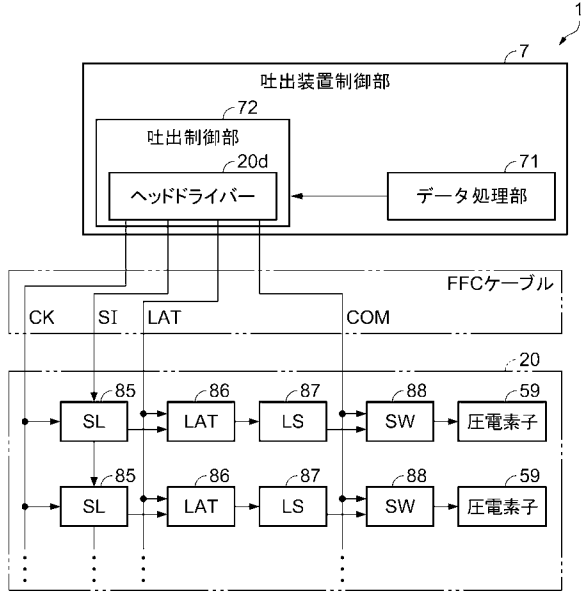 1
7
吐出装置制御部
72
吐出制御部
20d
ヘッドドライバー
71
データ処理部
FFCケーブル
CK
SI
LAT
COM
20
85
86
87
88
59
SL
LAT
LS
SW
圧電素子
85
86
87
88
59
SL
LAT
LS
SW
圧電素子